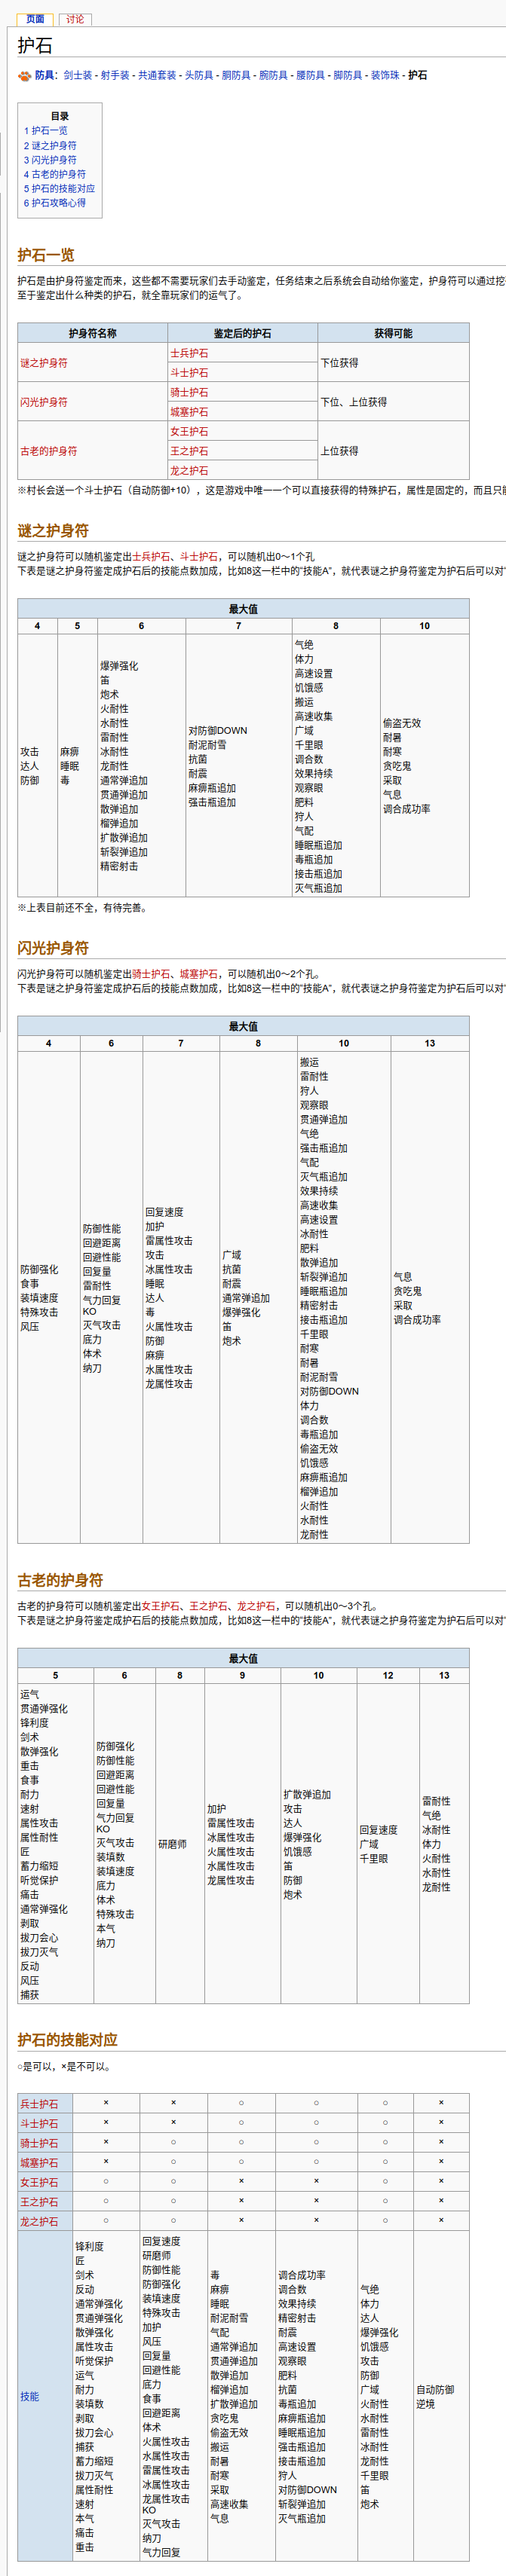 页面 讨论
护石
防具：剑士装 - 射手装 - 共通套装 - 头防具 - 胴防具 - 腕防具 - 腰防具 - 脚防具 - 装饰珠 - 护石
目录
1 护石一览
2 谜之护身符
3 闪光护身符
4 古老的护身符
5 护石的技能对应
6 护石攻略心得
护石一览
护石是由护身符鉴定而来，这些都不需要玩家们去手动鉴定，任务结束之后系统会自动给你鉴定，护身符可以通过挖
至于鉴定出什么种类的护石，就全靠玩家们的运气了。
护身符名称 鉴定后的护石 获得可能
谜之护身符 士兵护石 下位获得
斗士护石
闪光护身符 骑士护石 下位、上位获得
城塞护石
古老的护身符 女王护石 上位获得
王之护石
龙之护石
※村长会送一个斗士护石（自动防御+10），这是游戏中唯一一个可以直接获得的特殊护石，属性是固定的，而且只能
谜之护身符
谜之护身符可以随机鉴定出士兵护石、斗士护石，可以随机出0～1个孔
下表是谜之护身符鉴定成护石后的技能点数加成，比如8这一栏中的"技能A"，就代表谜之护身符鉴定为护石后可以对"
最大值
4 5 6 7 8 10
攻击
达人
防御
麻痹
睡眠
毒
爆弹强化
笛
炮术
火耐性
水耐性
雷耐性
冰耐性
龙耐性
通常弹追加
贯通弹追加
散弹追加
榴弹追加
扩散弹追加
斩裂弹追加
精密射击
对防御DOWN
耐泥耐雪
抗菌
耐震
麻痹瓶追加
强击瓶追加
气绝
体力
高速设置
饥饿感
搬运
高速收集
广域
千里眼
调合数
效果持续
观察眼
肥料
狩人
气配
睡眠瓶追加
毒瓶追加
接击瓶追加
灭气瓶追加
偷盗无效
耐暑
耐寒
贪吃鬼
采取
气息
调合成功率
※上表目前还不全，有待完善。
闪光护身符
闪光护身符可以随机鉴定出骑士护石、城塞护石，可以随机出0～2个孔。
下表是谜之护身符鉴定成护石后的技能点数加成，比如8这一栏中的"技能A"，就代表谜之护身符鉴定为护石后可以对"
最大值
4 6 7 8 10 13
防御强化
食事
装填速度
特殊攻击
风压
防御性能
回避距离
回避性能
回复量
雷耐性
气力回复
KO
灭气攻击
底力
体术
纳刀
回复速度
加护
雷属性攻击
攻击
冰属性攻击
睡眠
达人
毒
火属性攻击
防御
麻痹
水属性攻击
龙属性攻击
广域
抗菌
耐震
通常弹追加
爆弹强化
笛
炮术
搬运
雷耐性
狩人
观察眼
贯通弹追加
气绝
强击瓶追加
气配
灭气瓶追加
效果持续
高速收集
高速设置
冰耐性
肥料
散弹追加
斩裂弹追加
睡眠瓶追加
精密射击
接击瓶追加
千里眼
耐寒
耐暑
耐泥耐雪
对防御DOWN
体力
调合数
毒瓶追加
偷盗无效
饥饿感
麻痹瓶追加
榴弹追加
火耐性
水耐性
龙耐性
气息
贪吃鬼
采取
调合成功率
古老的护身符
古老的护身符可以随机鉴定出女王护石、王之护石、龙之护石，可以随机出0～3个孔。
下表是谜之护身符鉴定成护石后的技能点数加成，比如8这一栏中的"技能A"，就代表谜之护身符鉴定为护石后可以对"
最大值
5 6 8 9 10 12 13
运气
贯通弹强化
锋利度
剑术
散弹强化
重击
食事
耐力
速射
属性攻击
属性耐性
匠
蓄力缩短
听觉保护
痛击
通常弹强化
剥取
拔刀会心
拔刀灭气
反动
风压
捕获
防御强化
防御性能
回避距离
回避性能
回复量
气力回复
KO
灭气攻击
装填数
装填速度
底力
体术
特殊攻击
本气
纳刀
研磨师
加护
雷属性攻击
冰属性攻击
火属性攻击
水属性攻击
龙属性攻击
扩散弹追加
攻击
达人
爆弹强化
饥饿感
笛
防御
炮术
回复速度
广域
千里眼
雷耐性
气绝
冰耐性
体力
火耐性
水耐性
龙耐性
护石的技能对应
○是可以，×是不可以。
兵士护石 × × ○ ○ ○ ×
斗士护石 × × ○ ○ ○ ×
骑士护石 × ○ ○ ○ ○ ×
城塞护石 × ○ ○ ○ ○ ×
女王护石 ○ ○ × × ○ ×
王之护石 ○ ○ × × ○ ×
龙之护石 ○ ○ × × ○ ×
技能
锋利度
匠
剑术
反动
通常弹强化
贯通弹强化
散弹强化
属性攻击
听觉保护
运气
耐力
装填数
剥取
拔刀会心
捕获
蓄力缩短
拔刀灭气
属性耐性
速射
本气
痛击
重击
回复速度
研磨师
防御性能
防御强化
装填速度
特殊攻击
加护
风压
回复量
回避性能
底力
食事
回避距离
体术
火属性攻击
水属性攻击
雷属性攻击
冰属性攻击
龙属性攻击
KO
灭气攻击
纳刀
气力回复
毒
麻痹
睡眠
耐泥耐雪
气配
通常弹追加
贯通弹追加
散弹追加
榴弹追加
扩散弹追加
贪吃鬼
偷盗无效
搬运
耐暑
耐寒
采取
高速收集
气息
调合成功率
调合数
效果持续
精密射击
耐震
高速设置
观察眼
肥料
抗菌
毒瓶追加
麻痹瓶追加
睡眠瓶追加
强击瓶追加
接击瓶追加
狩人
对防御DOWN
斩裂弹追加
灭气瓶追加
气绝
体力
达人
爆弹强化
饥饿感
攻击
防御
广域
火耐性
水耐性
雷耐性
冰耐性
龙耐性
千里眼
笛
炮术
自动防御
逆境